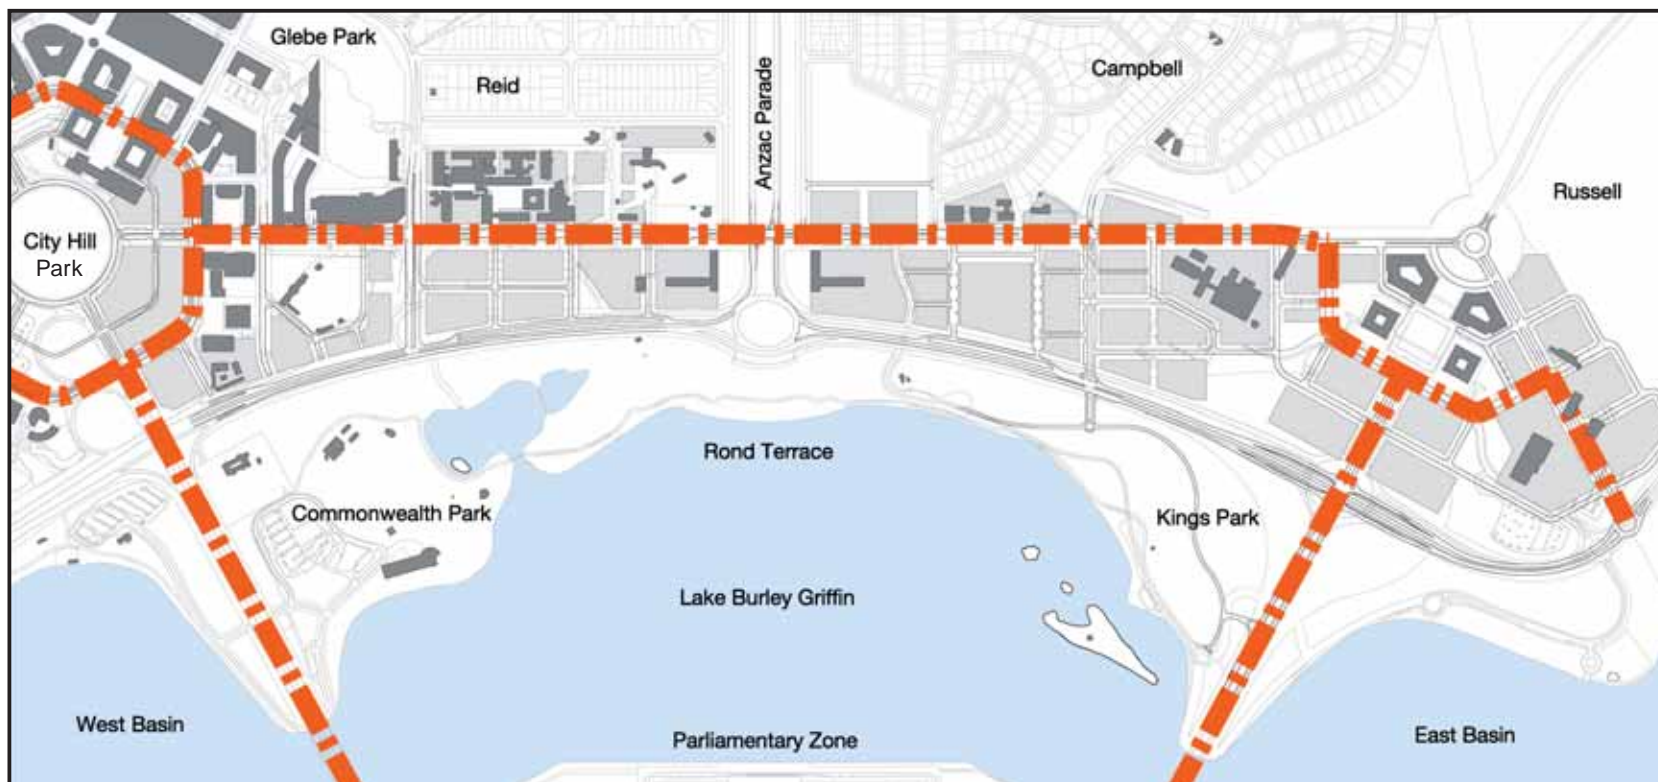 Glebe Park
Reid
Anzac Parade
Campbell
Russell
City Hill
Park
Rond Terrace
Commonwealth Park
Kings Park
Lake Burley Griffin
West Basin
Parliamentary Zone
East Basin